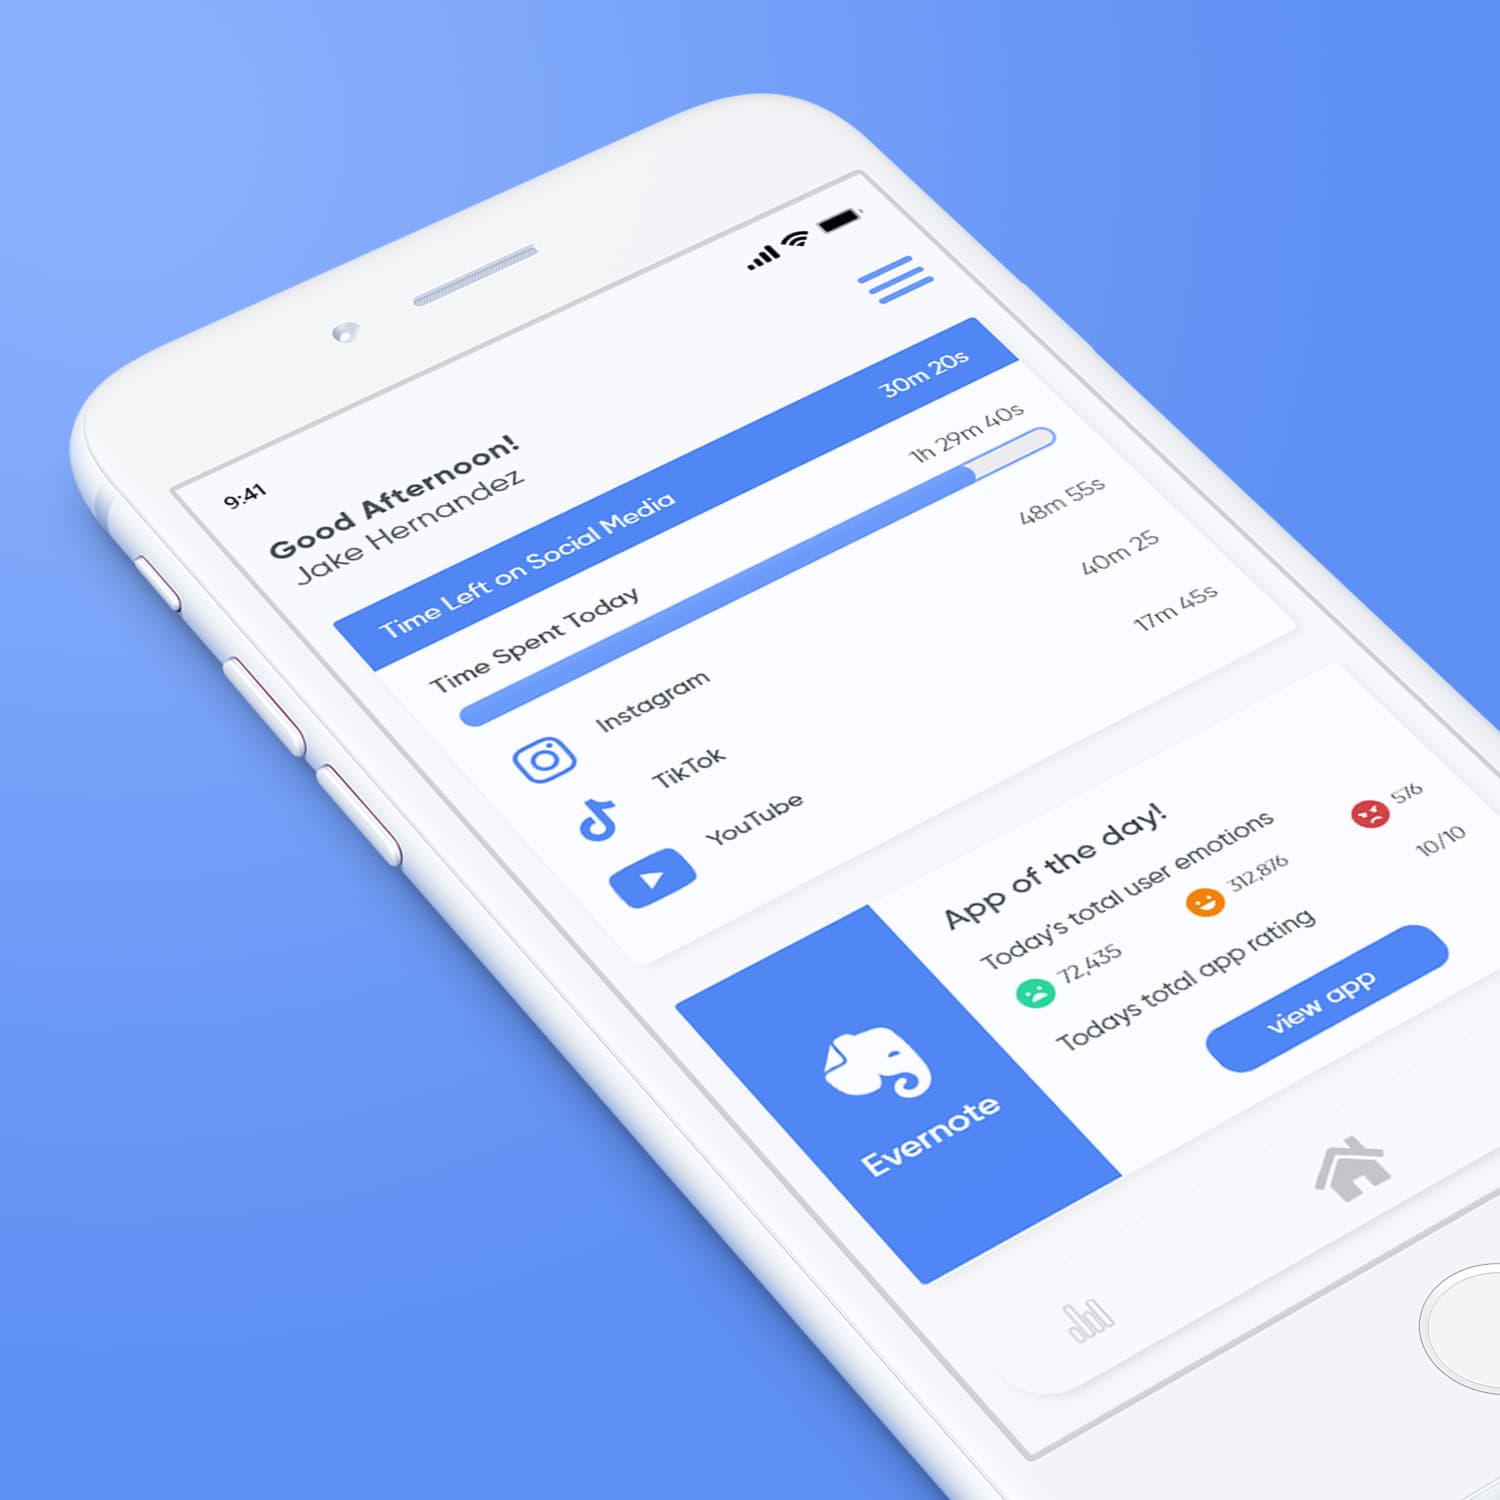 9:41
Good Afternoon!
Jake Hernandez
Time Left on Social Media 30m 20s
Time Spent Today 1h 29m 40s
Instagram 48m 55s
TikTok 40m 25
YouTube 17m 45s
App of the day!
Today's total user emotions
72,435 312,876 576
Todays total app rating 10/10
view app
Evernote